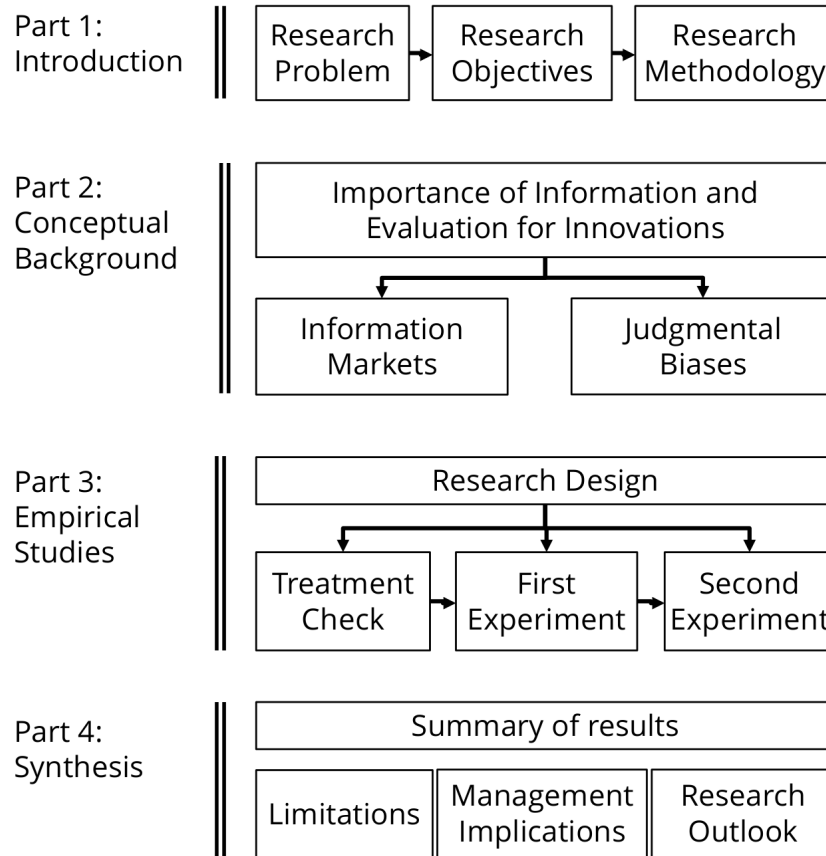 Part 1:
Introduction
Research
Problem
Research
Objectives
Research
Methodology
Part 2:
Conceptual
Background
Importance of Information and
Evaluation for Innovations
Information
Markets
Judgmental
Biases
Part 3:
Empirical
Studies
Research Design
Treatment
Check
First
Experiment
Second
Experiment
Part 4:
Synthesis
Summary of results
Limitations
Management
Implications
Research
Outlook